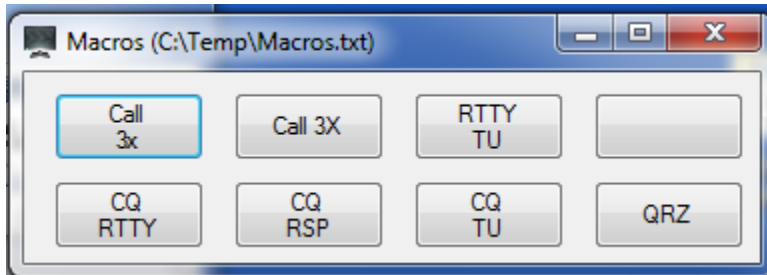 Macros (C:\Temp\Macros.txt)
Call
3x
Call 3X
RTTY
TU
CQ
RTTY
CQ
RSP
CQ
TU
QRZ